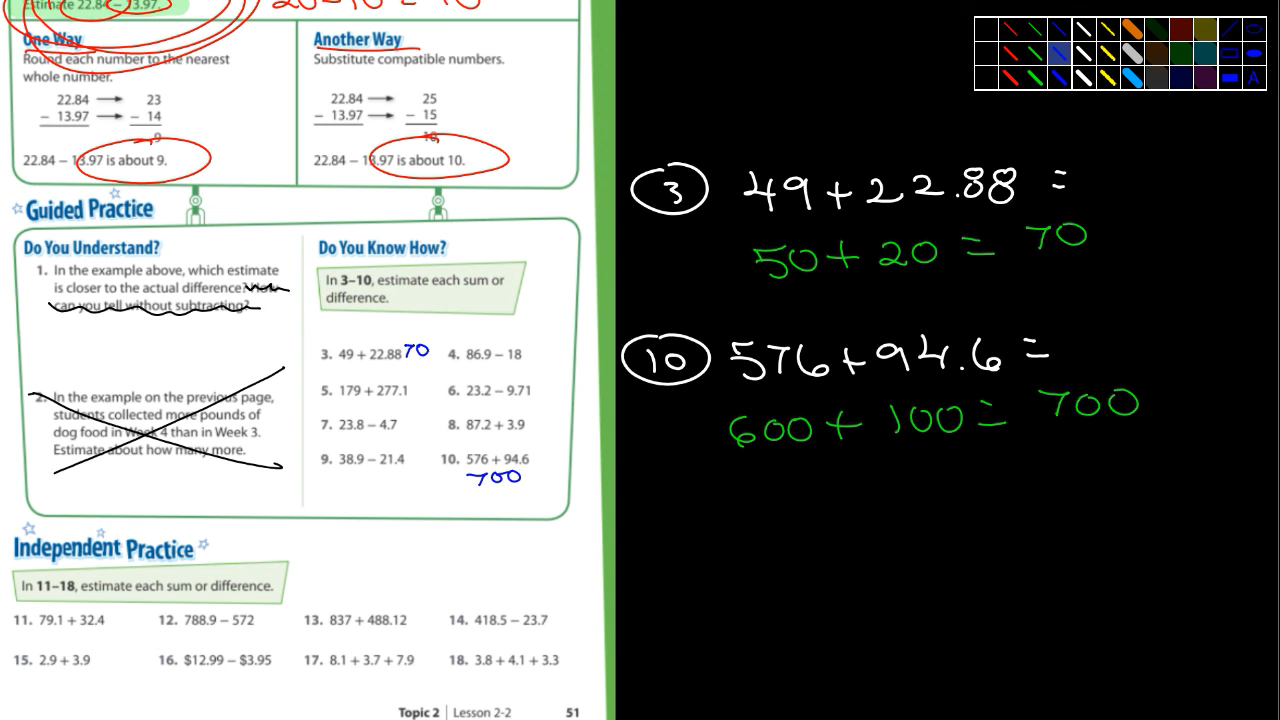 Estimate 22.84 – 13.97.
20 – 10 = 10
One Way
Round each number to the nearest
whole number.
22.84 → 23
– 13.97 → – 14
9
22.84 – 13.97 is about 9.
Another Way
Substitute compatible numbers.
22.84 → 25
– 13.97 → – 15
10
22.84 – 13.97 is about 10.
Guided Practice
Do You Understand?
1. In the example above, which estimate
is closer to the actual difference? How
can you tell without subtracting?
2. In the example on the previous page,
students collected more pounds of
dog food in Week 4 than in Week 3.
Estimate about how many more.
Do You Know How?
In 3–10, estimate each sum or
difference.
3. 49 + 22.88 70 4. 86.9 – 18
5. 179 + 277.1 6. 23.2 – 9.71
7. 23.8 – 4.7 8. 87.2 + 3.9
9. 38.9 – 21.4 10. 576 + 94.6
700
Independent Practice
In 11–18, estimate each sum or difference.
11. 79.1 + 32.4 12. 788.9 – 572 13. 837 + 488.12 14. 418.5 – 23.7
15. 2.9 + 3.9 16. $12.99 – $3.95 17. 8.1 + 3.7 + 7.9 18. 3.8 + 4.1 + 3.3
Topic 2 | Lesson 2-2 51
A
3 49 + 22.88 =
50 + 20 = 70
10 576 + 94.6 =
600 + 100 = 700